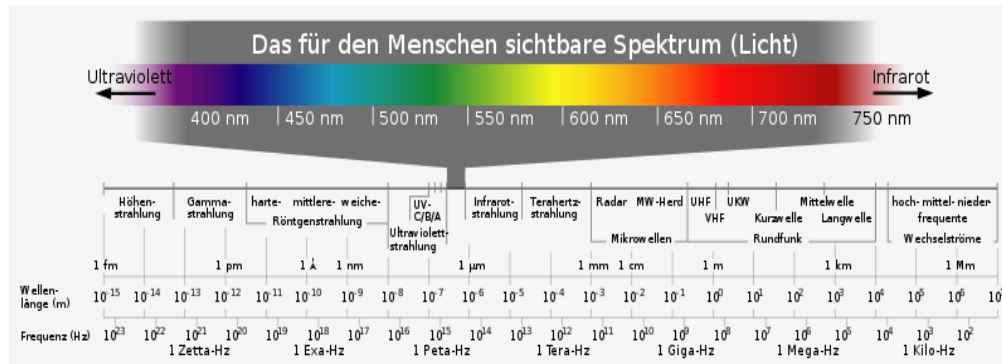 Das für den Menschen sichtbare Spektrum (Licht)
Ultraviolett Infrarot
400 nm 450 nm 500 nm 550 nm 600 nm 650 nm 700 nm 750 nm
Höhen-
strahlung
Gamma-
strahlung
harte- mittlere- weiche-
Röntgenstrahlung
UV-
C/B/A
Ultraviolett-
strahlung
Infrarot-
strahlung
Terahertz-
strahlung
Radar MW-Herd
Mikrowellen
UHF UKW Mittelwelle
VHF Kurzwelle Langwelle
Rundfunk
hoch- mittel- nieder-
frequente
Wechselströme
1 fm 1 pm 1 Å 1 nm 1 µm 1 mm 1 cm 1 m 1 km 1 Mm
Wellen-
länge (m)
10⁻¹⁵ 10⁻¹⁴ 10⁻¹³ 10⁻¹² 10⁻¹¹ 10⁻¹⁰ 10⁻⁹ 10⁻⁸ 10⁻⁷ 10⁻⁶ 10⁻⁵ 10⁻⁴ 10⁻³ 10⁻² 10⁻¹ 10⁰ 10¹ 10² 10³ 10⁴ 10⁵ 10⁶
Frequenz (Hz) 10²³ 10²² 10²¹ 10²⁰ 10¹⁹ 10¹⁸ 10¹⁷ 10¹⁶ 10¹⁵ 10¹⁴ 10¹³ 10¹² 10¹¹ 10¹⁰ 10⁹ 10⁸ 10⁷ 10⁶ 10⁵ 10⁴ 10³ 10²
1 Zetta-Hz 1 Exa-Hz 1 Peta-Hz 1 Tera-Hz 1 Giga-Hz 1 Mega-Hz 1 Kilo-Hz